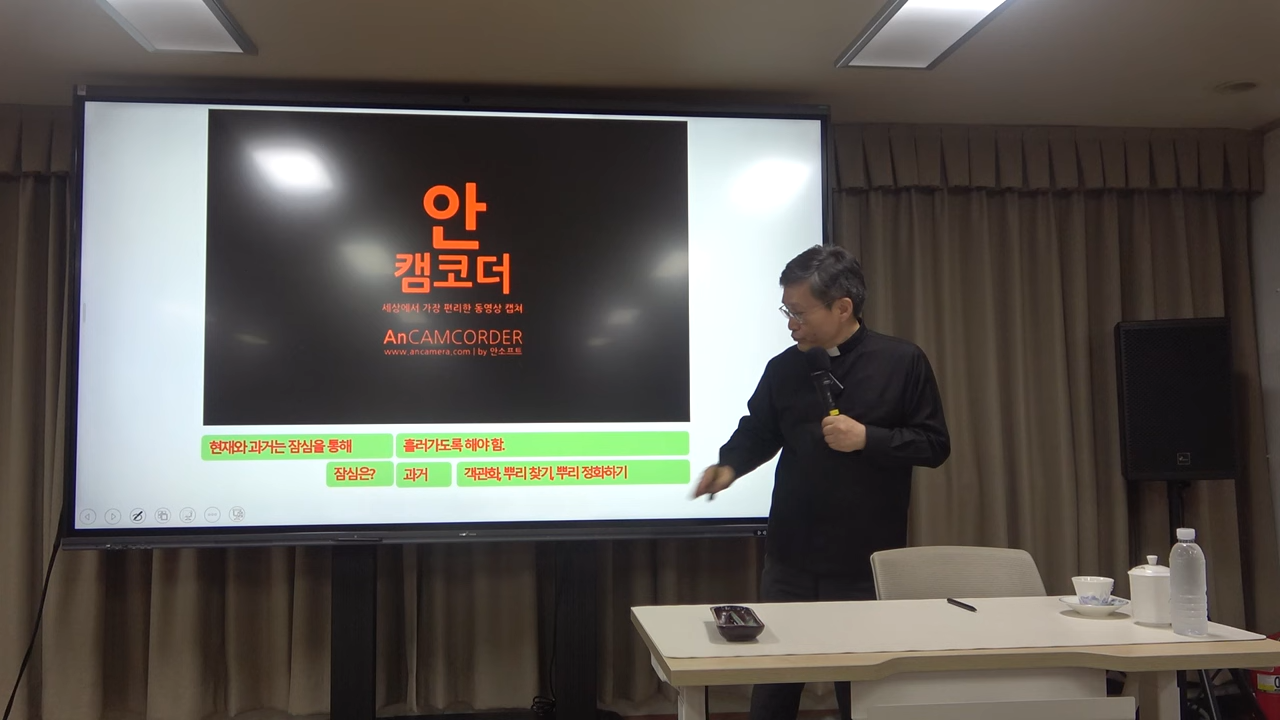 안
캠코더
세상에서 가장 편리한 동영상 캡쳐
AnCAMCORDER
www.ancamera.com | by 안소프트
현재와 과거는 잠심을 통해 흘러가도록 해야 함.
잠심은? 과거 객관화, 뿌리 찾기, 뿌리 정화하기